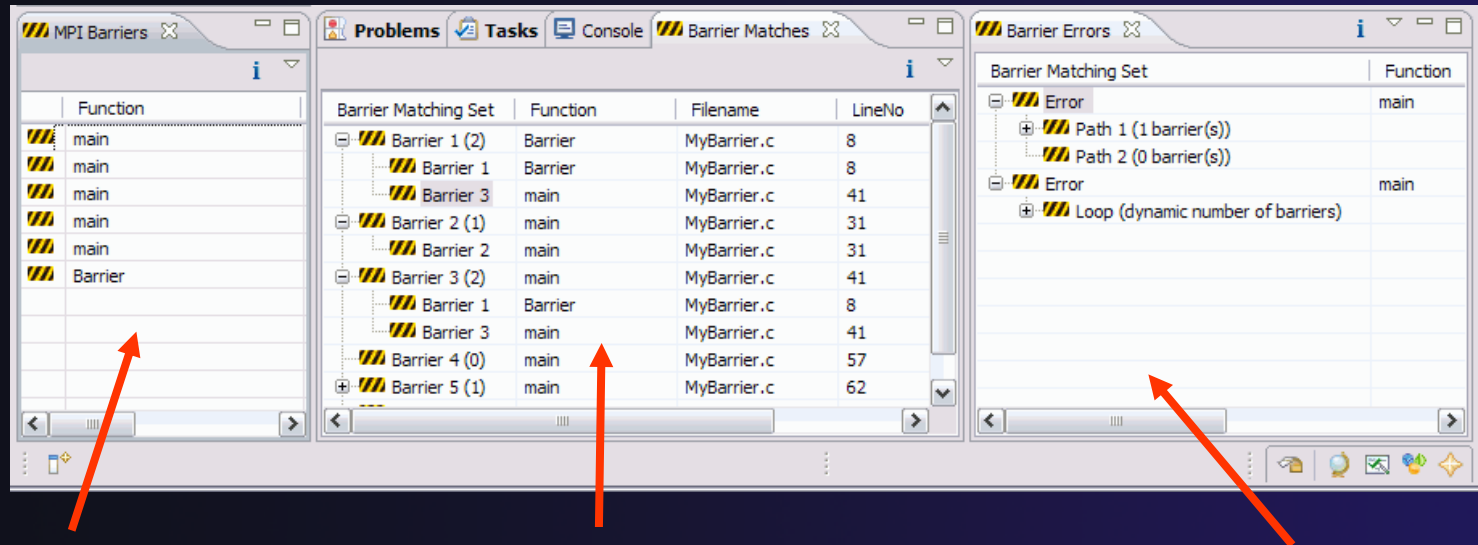 MPI Barriers
Function
main
main
main
main
main
Barrier
Problems Tasks Console Barrier Matches
Barrier Matching Set Function Filename LineNo
Barrier 1 (2) Barrier MyBarrier.c 8
Barrier 1 Barrier MyBarrier.c 8
Barrier 3 main MyBarrier.c 41
Barrier 2 (1) main MyBarrier.c 31
Barrier 2 main MyBarrier.c 31
Barrier 3 (2) main MyBarrier.c 41
Barrier 1 Barrier MyBarrier.c 8
Barrier 3 main MyBarrier.c 41
Barrier 4 (0) main MyBarrier.c 57
Barrier 5 (1) main MyBarrier.c 62
Barrier Errors
Barrier Matching Set Function
Error main
Path 1 (1 barrier(s))
Path 2 (0 barrier(s))
Error main
Loop (dynamic number of barriers)